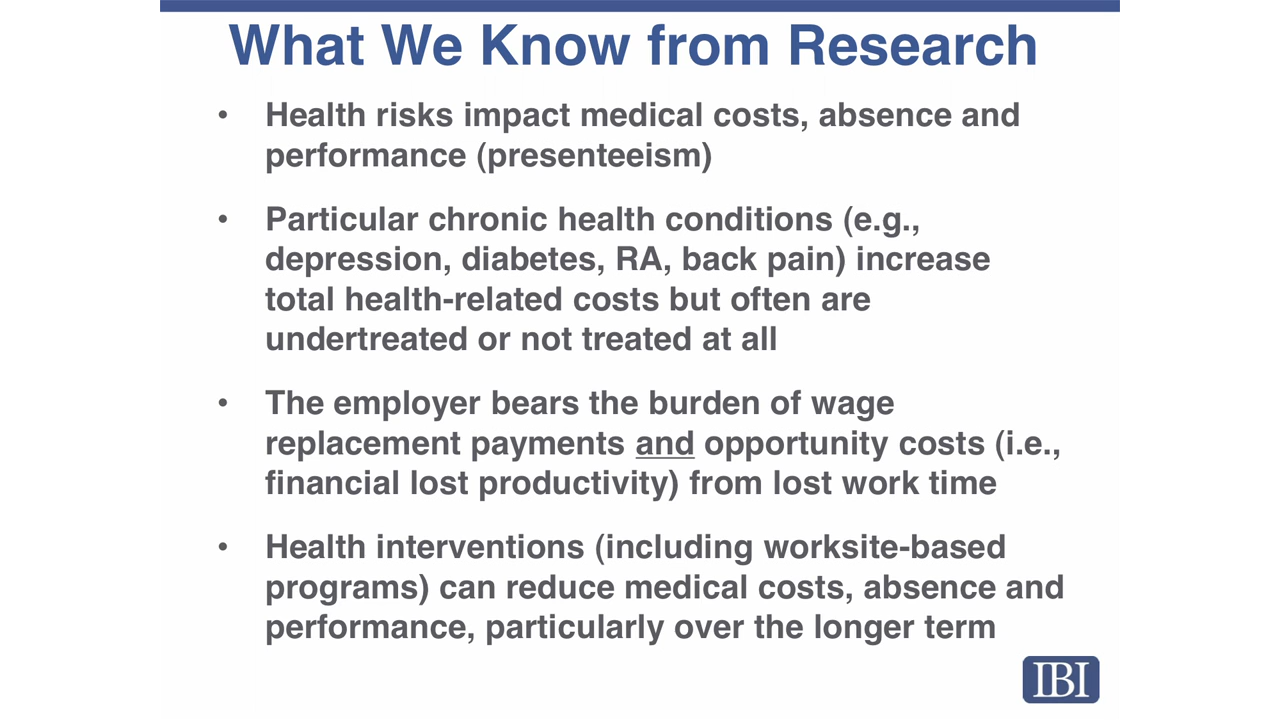 What We Know from Research
• Health risks impact medical costs, absence and
performance (presenteeism)
• Particular chronic health conditions (e.g.,
depression, diabetes, RA, back pain) increase
total health-related costs but often are
undertreated or not treated at all
• The employer bears the burden of wage
replacement payments and opportunity costs (i.e.,
financial lost productivity) from lost work time
• Health interventions (including worksite-based
programs) can reduce medical costs, absence and
performance, particularly over the longer term
IBI